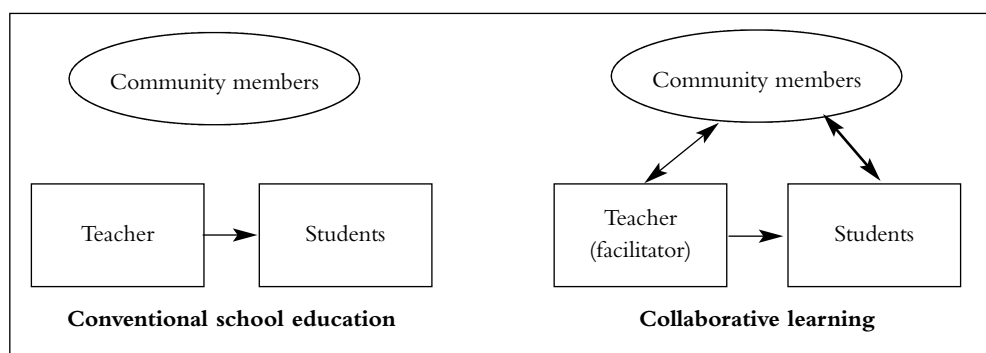 Community members
Teacher
Students
Conventional school education
Community members
Teacher
(facilitator)
Students
Collaborative learning